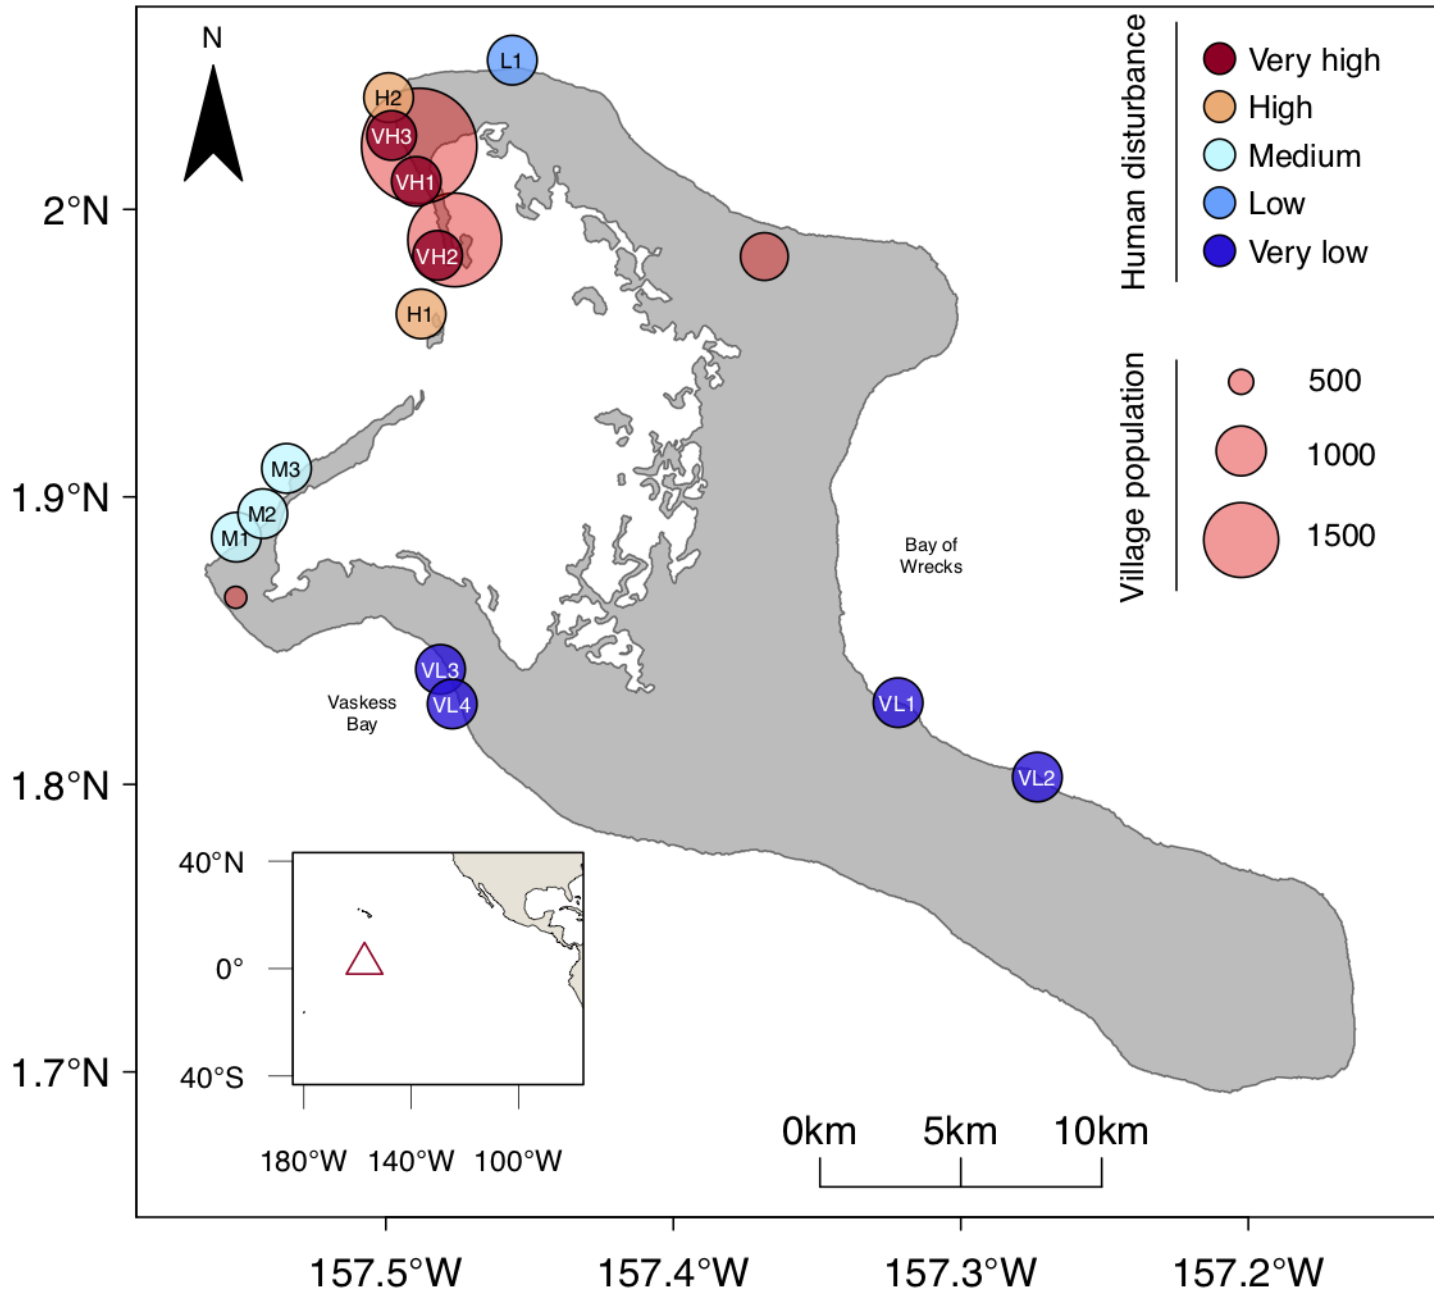 N
L1
H2
VH3
VH1
VH2
H1
M3
M2
M1
VL3
VL4
VL1
VL2
Vaskess
Bay
Bay of
Wrecks
2°N
1.9°N
1.8°N
1.7°N
157.5°W
157.4°W
157.3°W
157.2°W
Human disturbance
Very high
High
Medium
Low
Very low
Village population
500
1000
1500
40°N
0°
40°S
180°W
140°W
100°W
0km
5km
10km